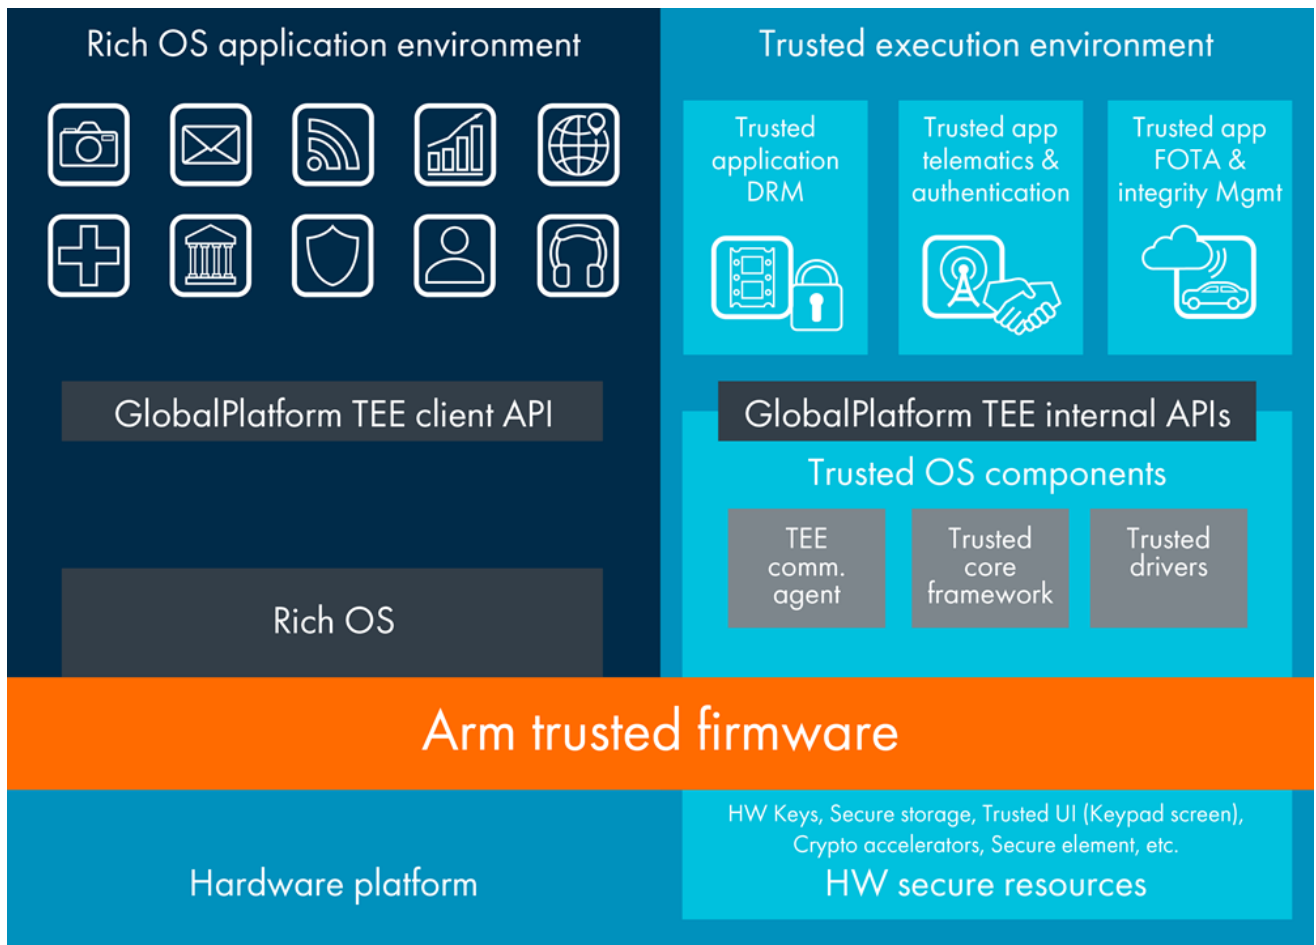 Rich OS application environment
Trusted execution environment
Trusted
application
DRM
Trusted app
telematics &
authentication
Trusted app
FOTA &
integrity Mgmt
GlobalPlatform TEE client API
GlobalPlatform TEE internal APIs
Trusted OS components
TEE
comm.
agent
Trusted
core
framework
Trusted
drivers
Rich OS
Arm trusted firmware
Hardware platform
HW Keys, Secure storage, Trusted UI (Keypad screen),
Crypto accelerators, Secure element, etc.
HW secure resources